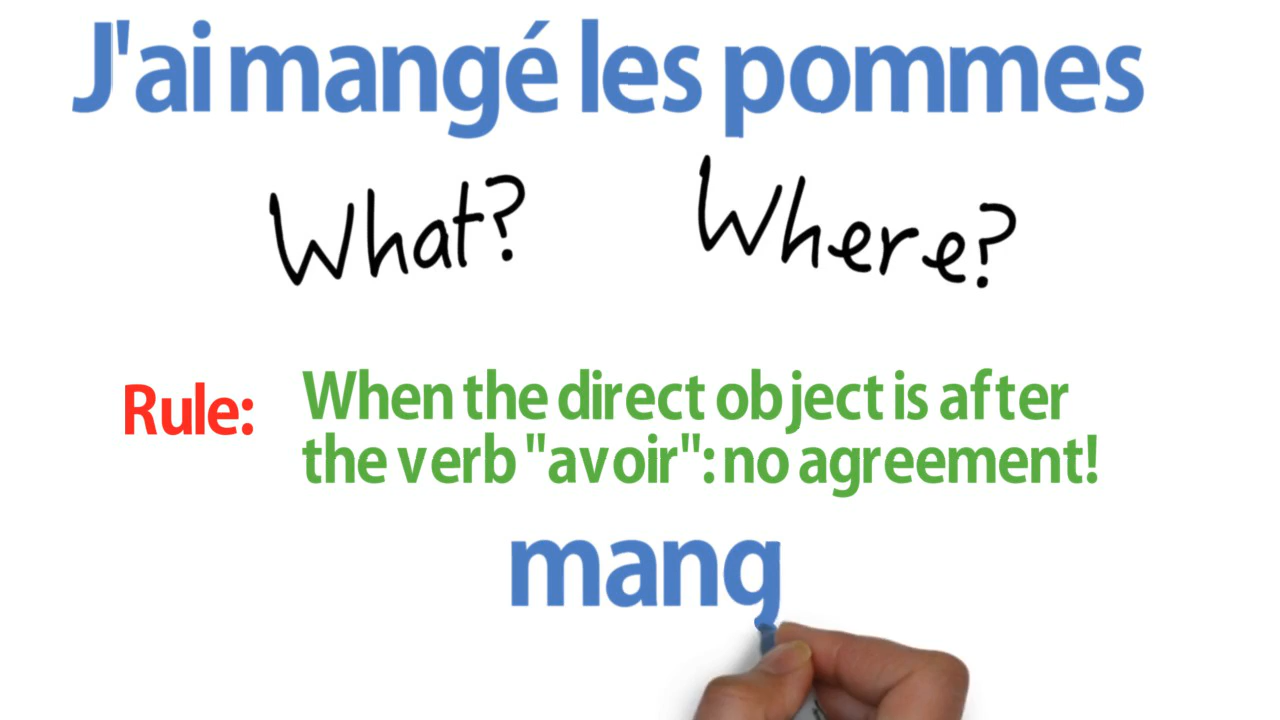 J'ai mangé les pommes
What? Where?
Rule: When the direct object is after
the verb "avoir": no agreement!
mang